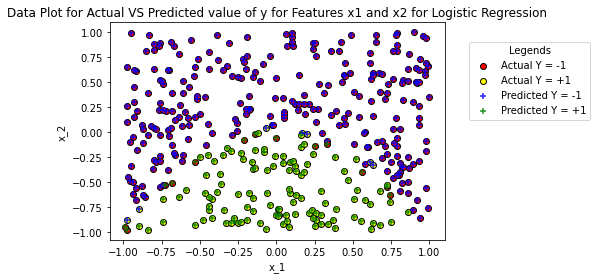 Data Plot for Actual VS Predicted value of y for Features x1 and x2 for Logistic Regression
Legends
Actual Y = -1
Actual Y = +1
Predicted Y = -1
Predicted Y = +1
1.00
0.75
0.50
0.25
0.00
−0.25
−0.50
−0.75
−1.00
x_2
−1.00 −0.75 −0.50 −0.25 0.00 0.25 0.50 0.75 1.00
x_1